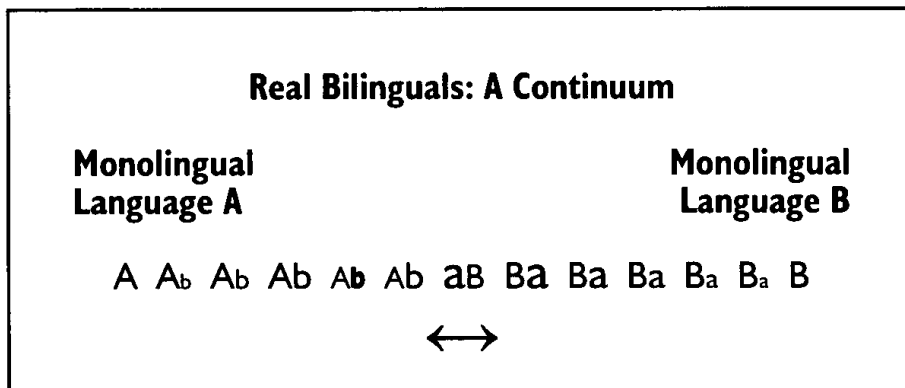 Real Bilinguals: A Continuum
Monolingual Language A
Monolingual Language B
A Ab Ab Ab Ab Ab aB Ba Ba Ba Ba Ba B